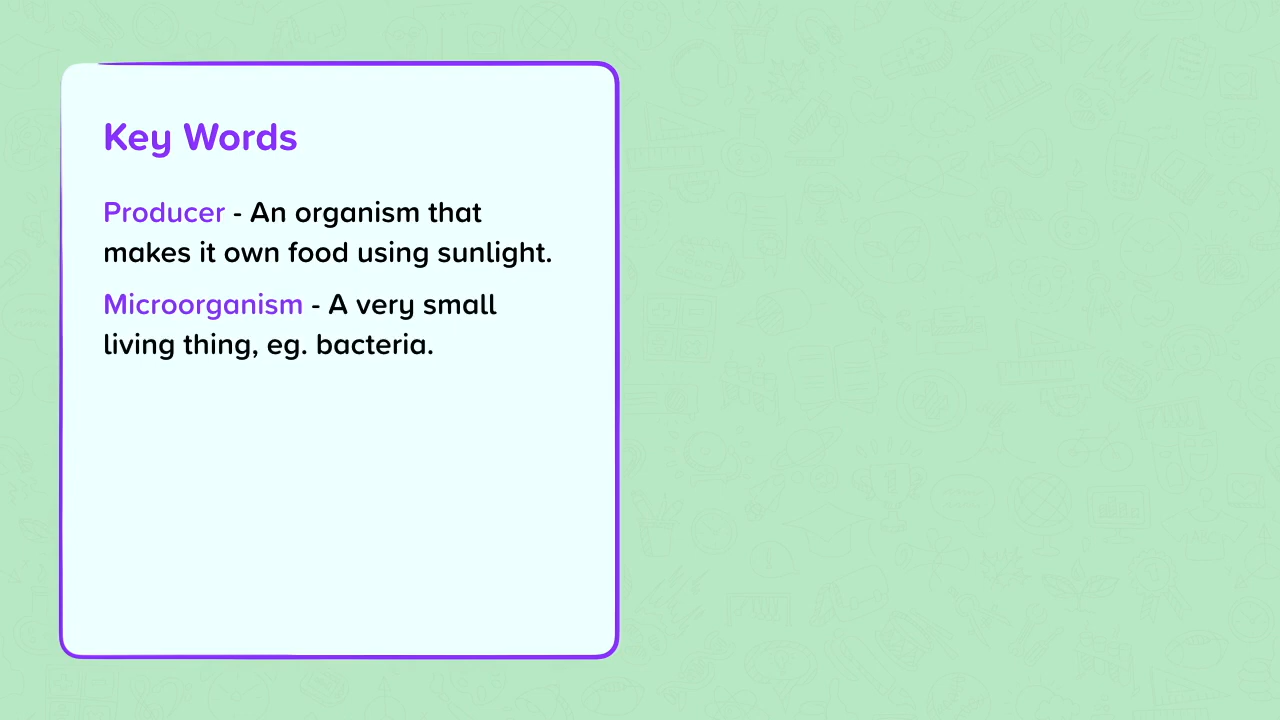 Key Words
Producer - An organism that
makes it own food using sunlight.
Microorganism - A very small
living thing, eg. bacteria.